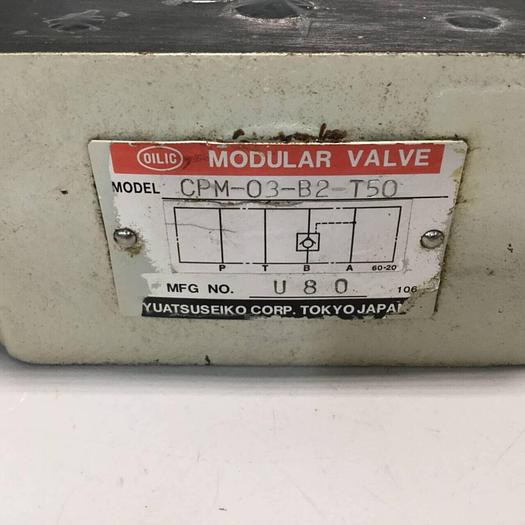 OILIC MODULAR VALVE
MODEL CPM-03-B2-T50
P T B A 60-20
MFG NO. U80 106
YUATSUSEIKO CORP. TOKYO JAPAN